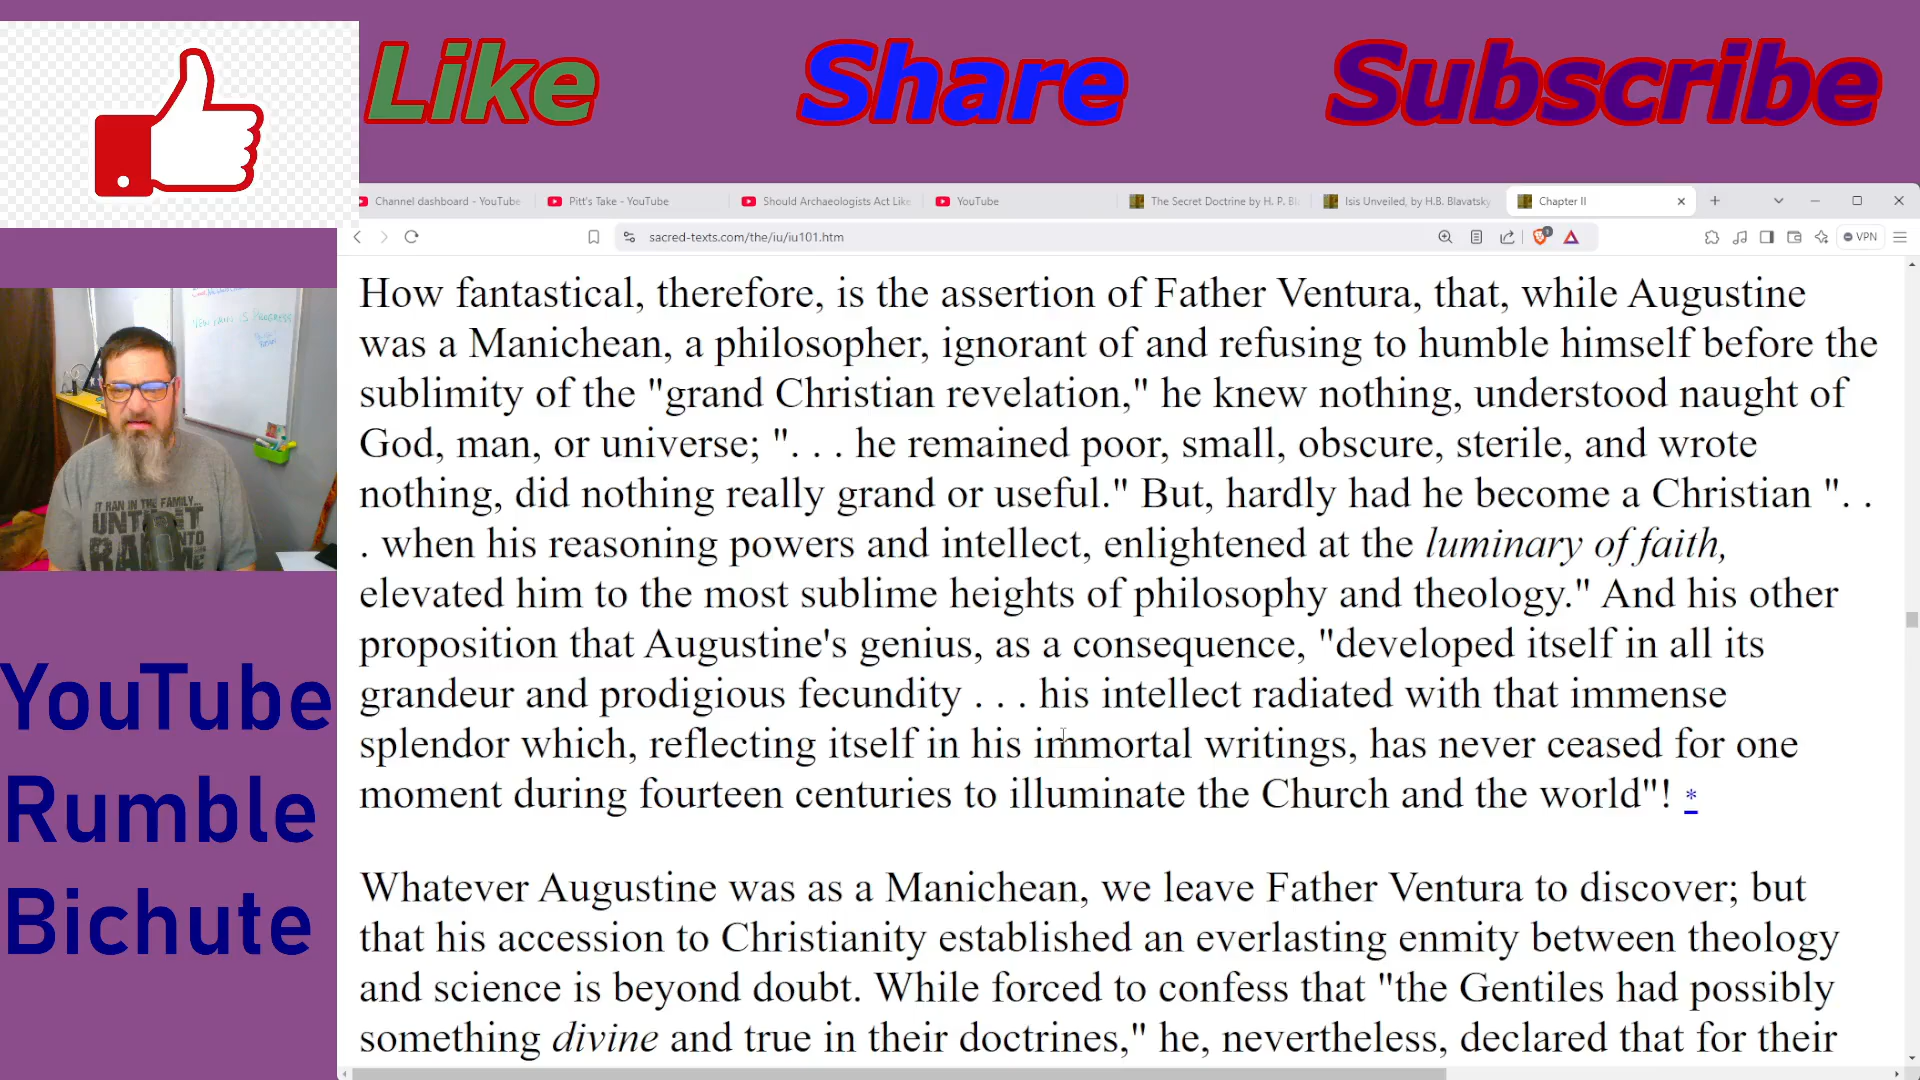 Like Share Subscribe
Channel dashboard - YouTube
Pitt's Take - YouTube
Should Archaeologists Act Like
YouTube
The Secret Doctrine by H. P. Bl
Isis Unveiled, by H.B. Blavatsky
Chapter II
sacred-texts.com/the/iu/iu101.htm
VPN
How fantastical, therefore, is the assertion of Father Ventura, that, while Augustine
was a Manichean, a philosopher, ignorant of and refusing to humble himself before the
sublimity of the "grand Christian revelation," he knew nothing, understood naught of
God, man, or universe; ". . . he remained poor, small, obscure, sterile, and wrote
nothing, did nothing really grand or useful." But, hardly had he become a Christian ". .
. when his reasoning powers and intellect, enlightened at the luminary of faith,
elevated him to the most sublime heights of philosophy and theology." And his other
proposition that Augustine's genius, as a consequence, "developed itself in all its
grandeur and prodigious fecundity . . . his intellect radiated with that immense
splendor which, reflecting itself in his immortal writings, has never ceased for one
moment during fourteen centuries to illuminate the Church and the world"! *
Whatever Augustine was as a Manichean, we leave Father Ventura to discover; but
that his accession to Christianity established an everlasting enmity between theology
and science is beyond doubt. While forced to confess that "the Gentiles had possibly
something divine and true in their doctrines," he, nevertheless, declared that for their
IT RAN IN THE FAMILY...
YouTube
Rumble
Bichute